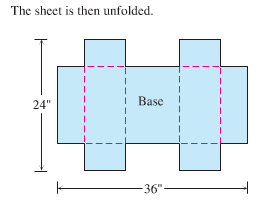 The sheet is then unfolded.
Base
24"
36"